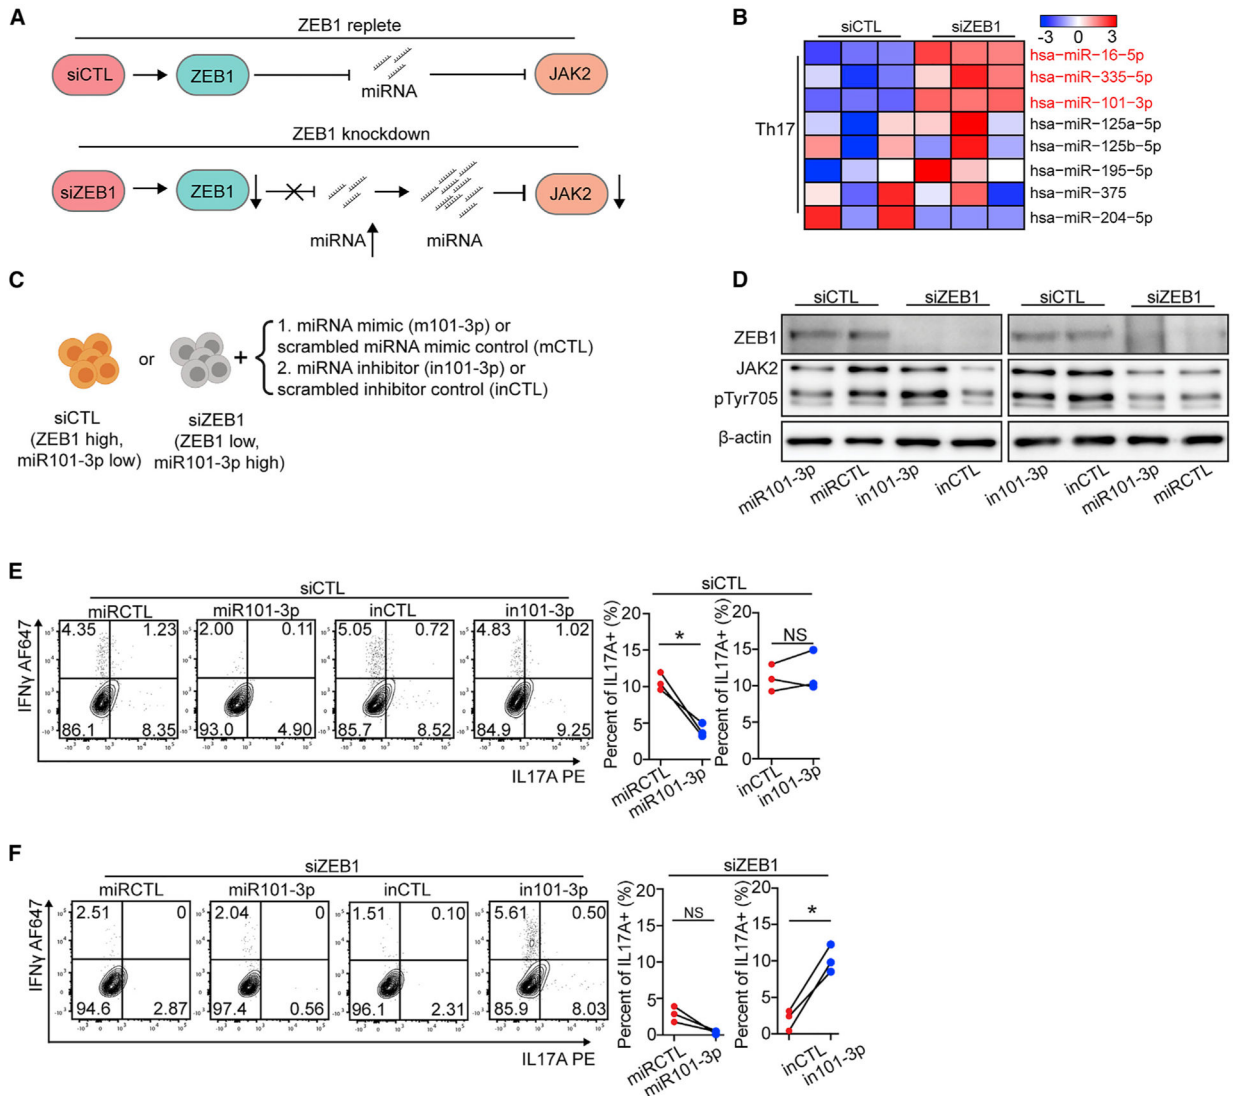 A
ZEB1 replete
siCTL
ZEB1
miRNA
JAK2
ZEB1 knockdown
siZEB1
ZEB1
miRNA
miRNA
JAK2
B
siCTL
siZEB1
-3 0 3
Th17
hsa-miR-16-5p
hsa-miR-335-5p
hsa-miR-101-3p
hsa-miR-125a-5p
hsa-miR-125b-5p
hsa-miR-195-5p
hsa-miR-375
hsa-miR-204-5p
C
or
+
1. miRNA mimic (m101-3p) or
scrambled miRNA mimic control (mCTL)
2. miRNA inhibitor (in101-3p) or
scrambled inhibitor control (inCTL)
siCTL
(ZEB1 high,
miR101-3p low)
siZEB1
(ZEB1 low,
miR101-3p high)
D
siCTL siZEB1 siCTL siZEB1
ZEB1
JAK2
pTyr705
β-actin
miR101-3p miRCTL in101-3p inCTL in101-3p inCTL miR101-3p miRCTL
E
siCTL
miRCTL miR101-3p inCTL in101-3p
4.35 1.23 2.00 0.11 5.05 0.72 4.83 1.02
86.1 8.35 93.0 4.90 85.7 8.52 84.9 9.25
IFNγ AF647
IL17A PE
siCTL
Percent of IL17A+ (%)
20
15
10
5
0
*
miRCTL
miR101-3p
Percent of IL17A+ (%)
20
15
10
5
0
NS
inCTL
in101-3p
F
siZEB1
miRCTL miR101-3p inCTL in101-3p
2.51 0 2.04 0 1.51 0.10 5.61 0.50
94.6 2.87 97.4 0.56 96.1 2.31 85.9 8.03
IFNγ AF647
IL17A PE
siZEB1
Percent of IL17A+ (%)
20
15
10
5
0
NS
miRCTL
miR101-3p
Percent of IL17A+ (%)
20
15
10
5
0
*
inCTL
in101-3p